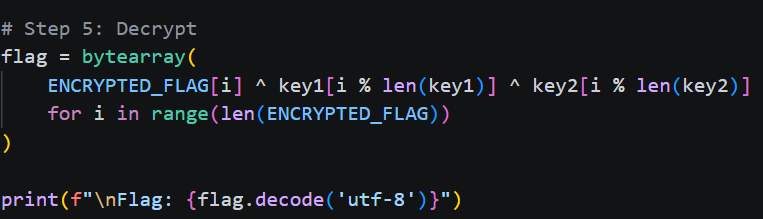 # Step 5: Decrypt
flag = bytearray(
    ENCRYPTED_FLAG[i] ^ key1[i % len(key1)] ^ key2[i % len(key2)]
    for i in range(len(ENCRYPTED_FLAG))
)
print(f"\nFlag: {flag.decode('utf-8')}")